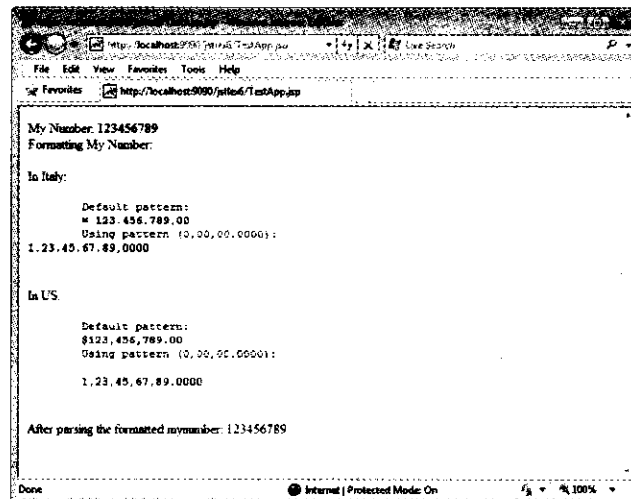 http://localhost:9090/jstlex6/TestApp.jsp
Live Search
File Edit View Favorites Tools Help
Favorites http://localhost:9090/jstlex6/TestApp.jsp
My Number: 123456789
Formatting My Number:
In Italy:
Default pattern:
123.456.789,00
Using pattern (0,00,00.0000):
1.23.45.67.89,0000
In US:
Default pattern:
$123,456,789.00
Using pattern (0,00,00.0000):
1,23,45,67,89.0000
After parsing the formatted mynumber: 123456789
Done Internet | Protected Mode: On 100%